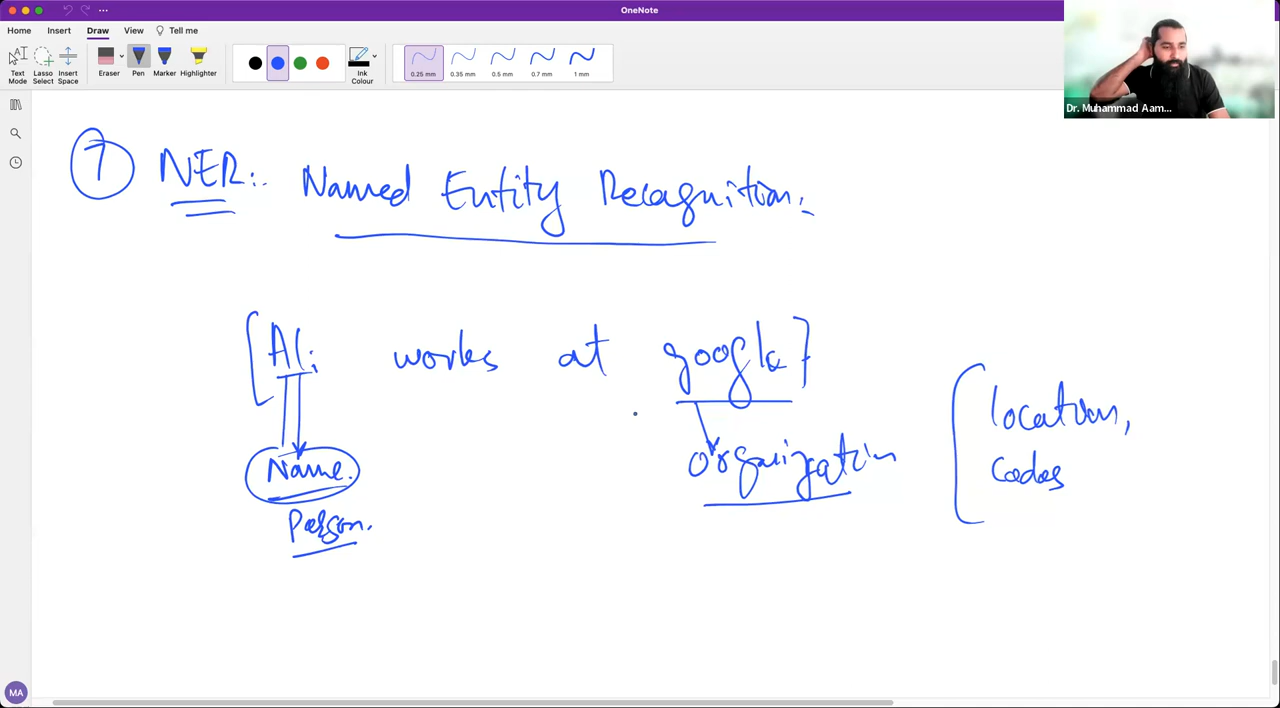 OneNote
Home Insert Draw View Tell me
Text Mode
Lasso Select
Insert Space
Eraser
Pen
Marker
Highlighter
Ink Colour
0.25 mm
0.35 mm
0.5 mm
0.7 mm
1 mm
Dr. Muhammad Aam...
7 NER:. Named Entity Recognition:
[Ali works at google]
Name.
Person.
organization
location,
codes
MA